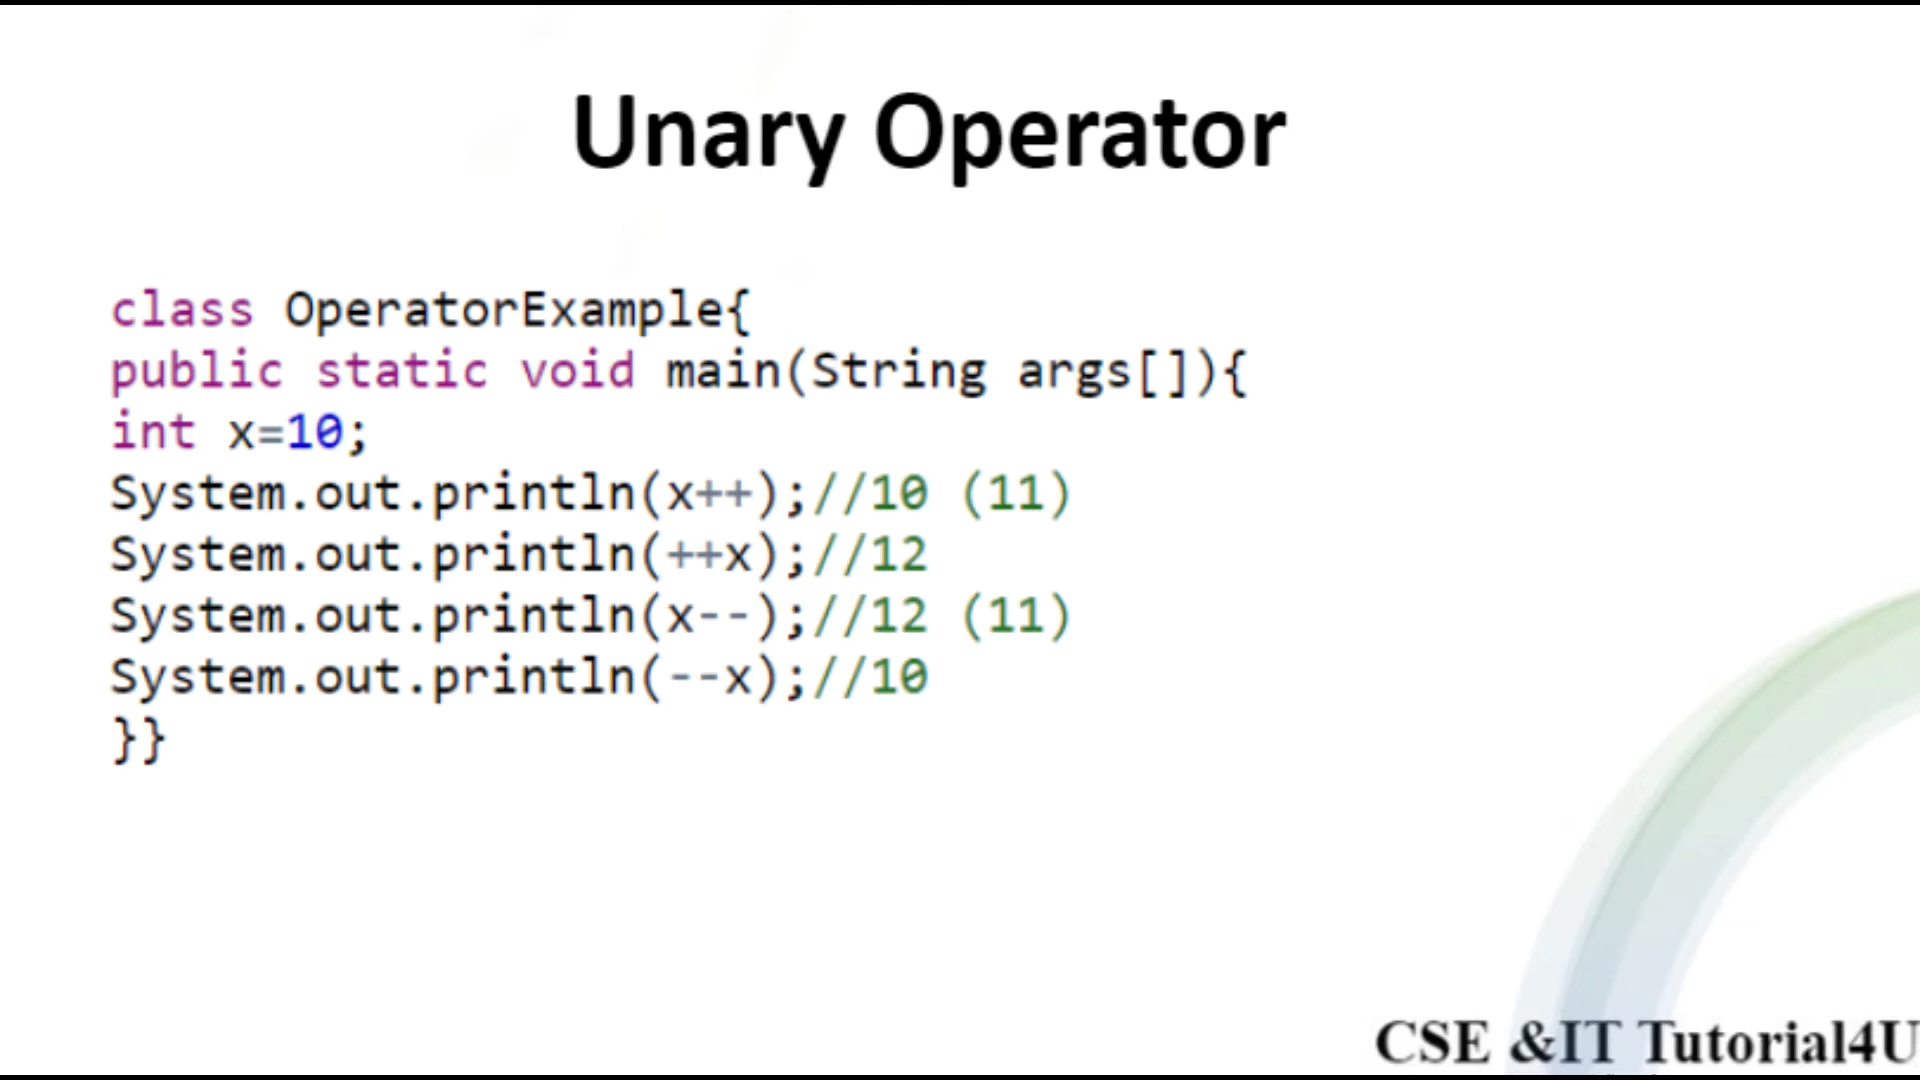 Unary Operator
class OperatorExample{
public static void main(String args[]){
int x=10;
System.out.println(x++);//10 (11)
System.out.println(++x);//12
System.out.println(x--);//12 (11)
System.out.println(--x);//10
}}
CSE &IT Tutorial4U